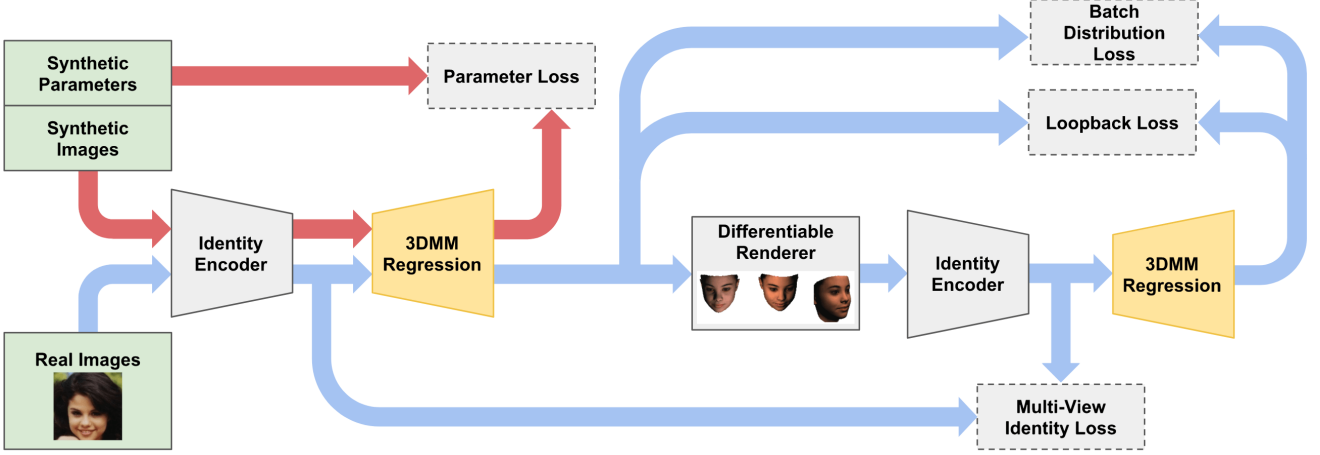 Synthetic
Parameters
Synthetic
Images
Parameter Loss
Identity
Encoder
3DMM
Regression
Real Images
Batch
Distribution
Loss
Loopback Loss
Differentiable
Renderer
Identity
Encoder
3DMM
Regression
Multi-View
Identity Loss